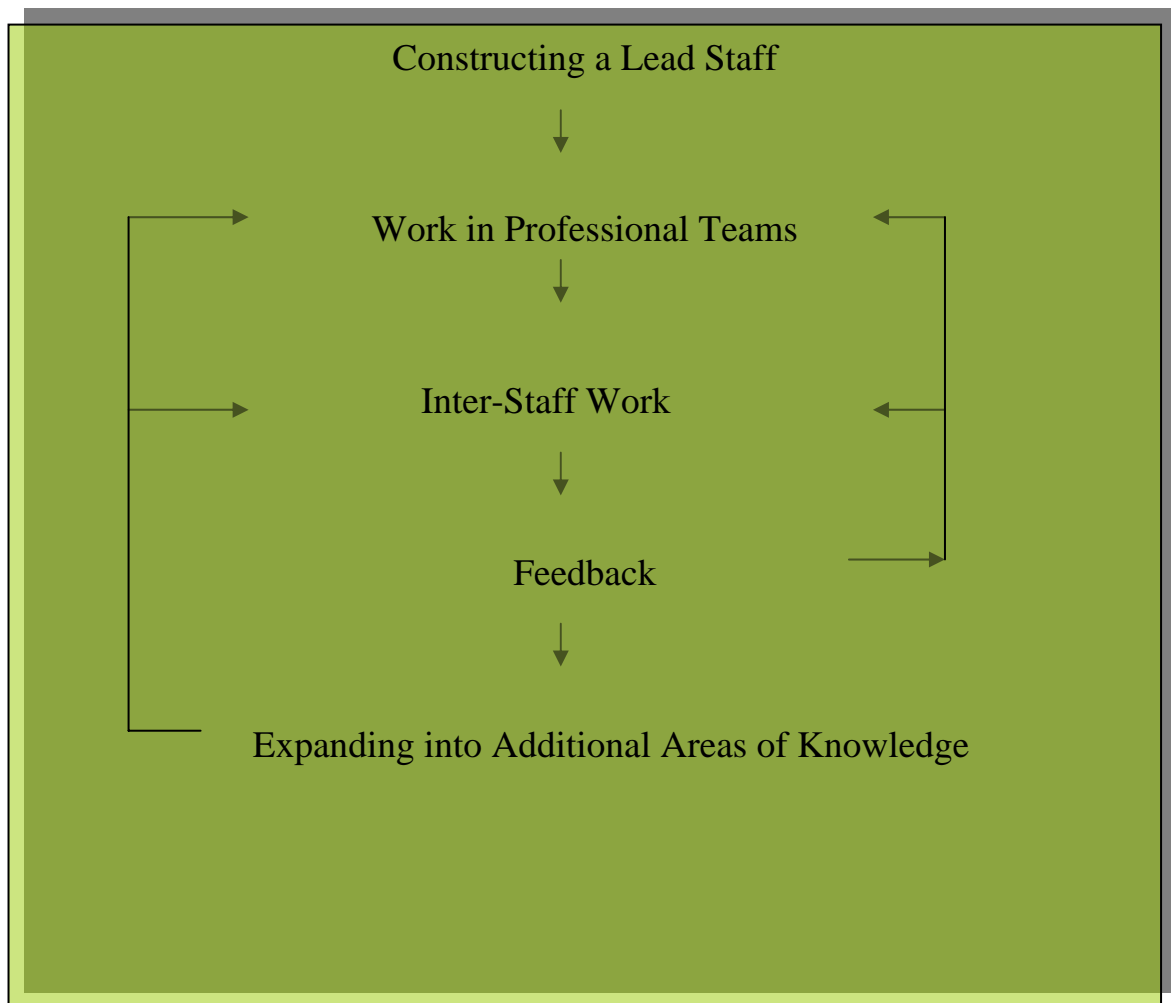 Constructing a Lead Staff
Work in Professional Teams
Inter-Staff Work
Feedback
Expanding into Additional Areas of Knowledge